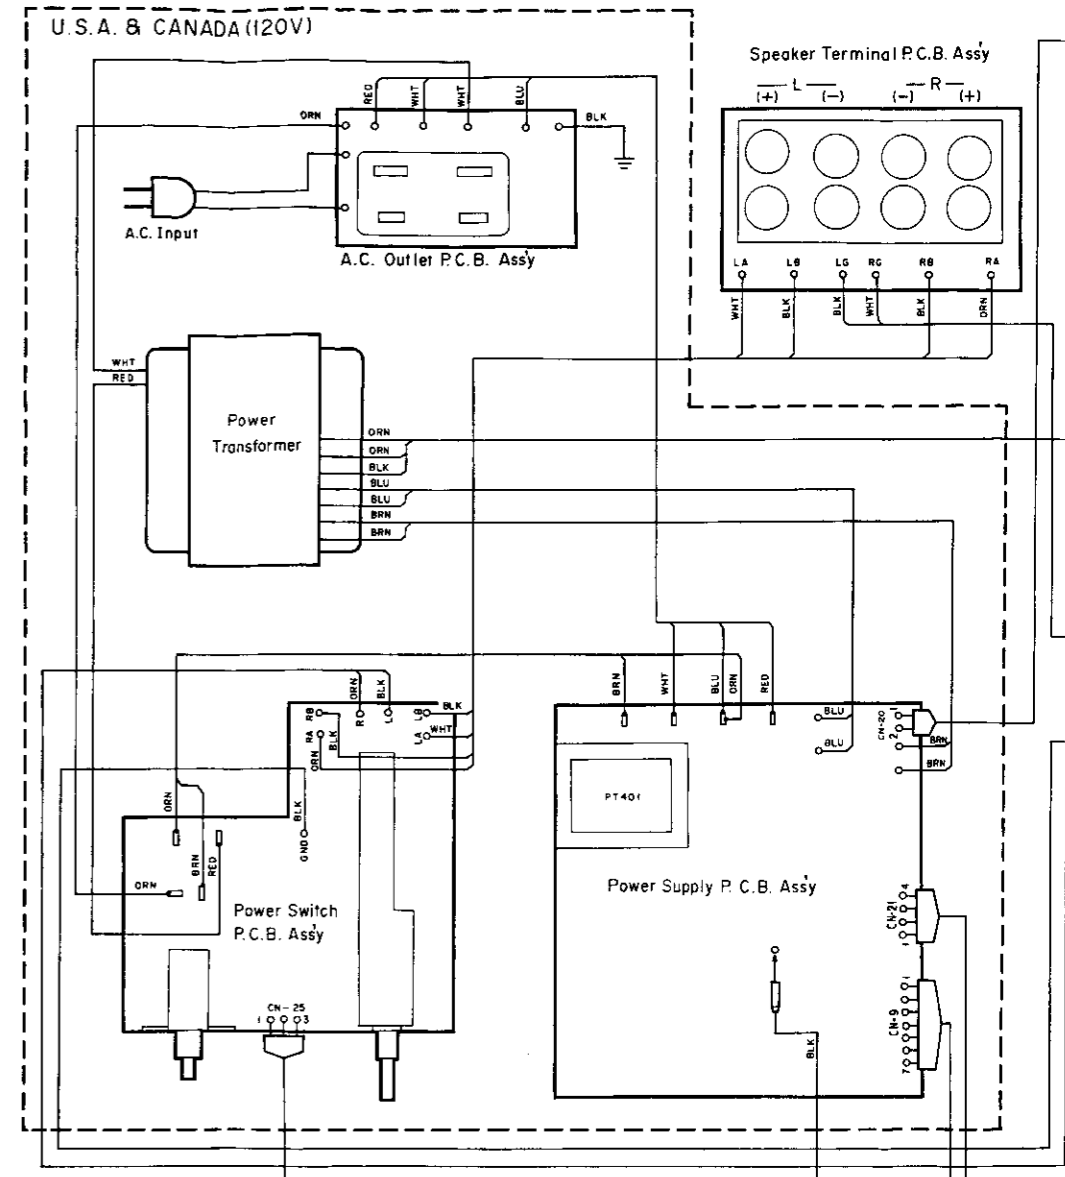 U.S.A. & CANADA (120V)
Speaker Terminal P.C.B. Ass'y
L R
(+) (-) (-) (+)
ORN RED WHT WHT BLU BLK
A.C. Input
A.C. Outlet P.C.B. Ass'y
LA LB LG RG RB RA
WHT BLK BLK WHT BLK ORN
WHT
RED
Power
Transformer
ORN
ORN
BLK
BLU
BLU
BRN
BRN
ORN BLK BRN WHT BLU ORN RED
RB R L LB BLK
RA BLK LA WHT
ORN
BLU
BLU
CN-20 1 2
BRN
BRN
PT401
ORN BLK
BRN RED GND
ORN
Power Switch
P.C.B. Ass'y
Power Supply P.C.B. Ass'y
4 CN-21 1
CN-25
1 3
1 CN-9 7
BLK